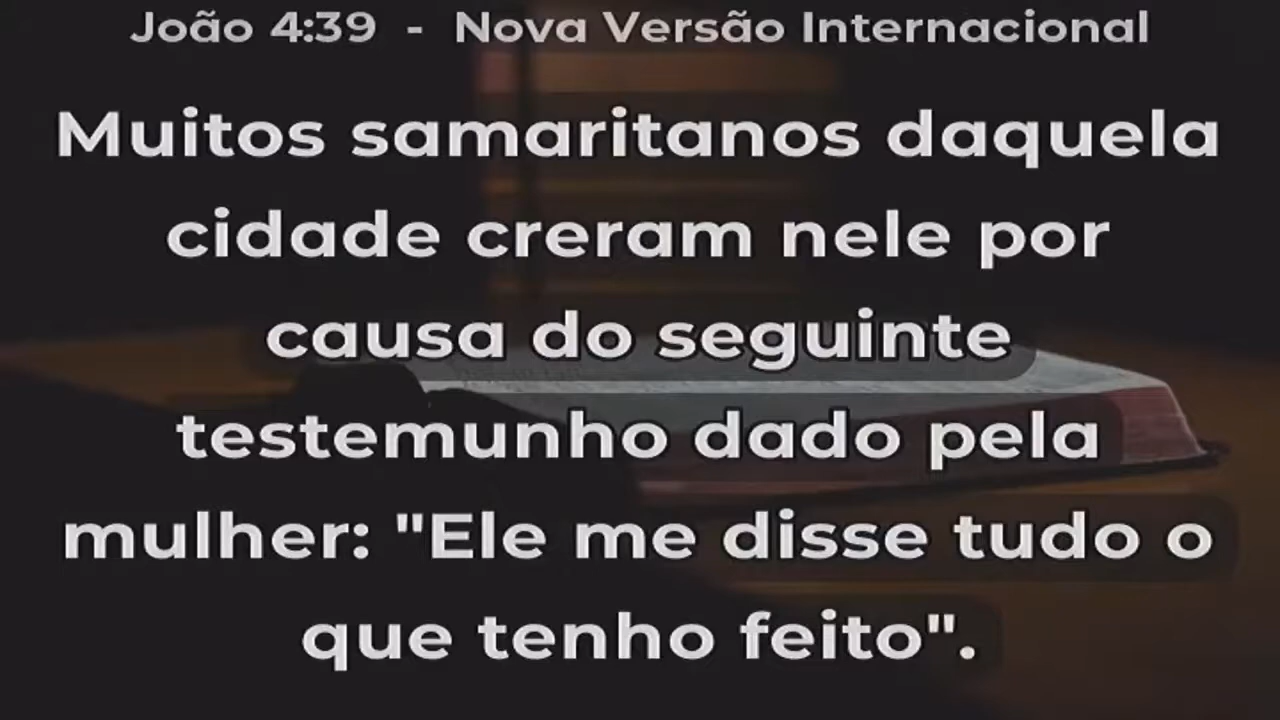 João 4:39 - Nova Versão Internacional
Muitos samaritanos daquela
cidade creram nele por
causa do seguinte
testemunho dado pela
mulher: "Ele me disse tudo o
que tenho feito".